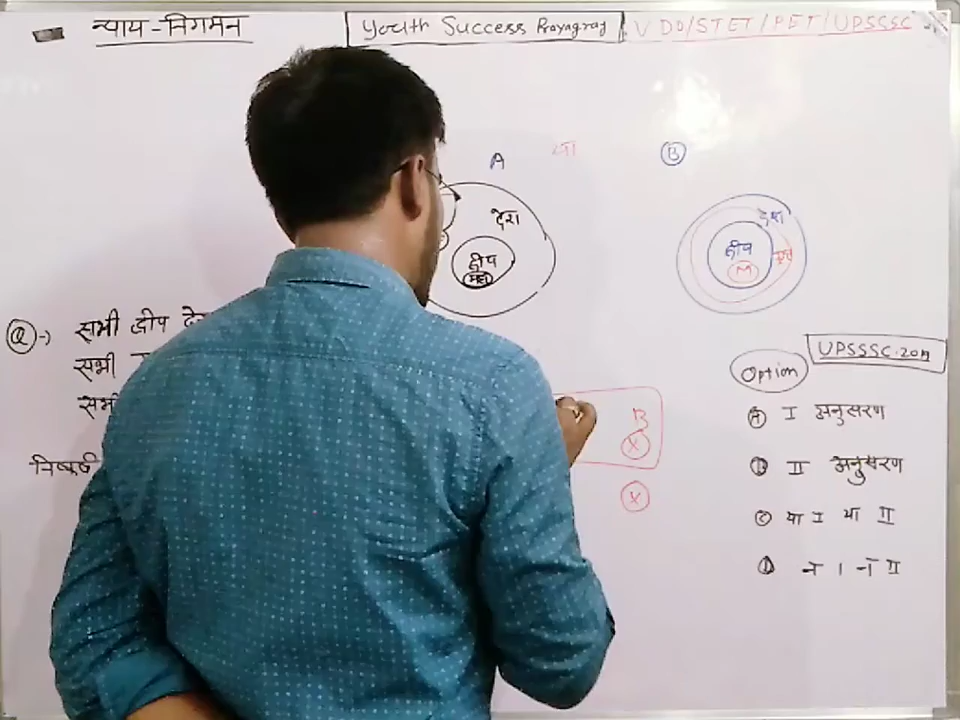 न्याय-निगमन
Youth Success Prayagraj
VDO/STET/PET/UPSSSC
A
या
B
देश
द्वीप
देश
द्वीप
M
Q → सभी द्वीप
सभी
सभी
निष्कर्ष
B
X
X
UPSSSC-2019
Option
A I अनुसरण
B II अनुसरण
C या I या II
D न I न II